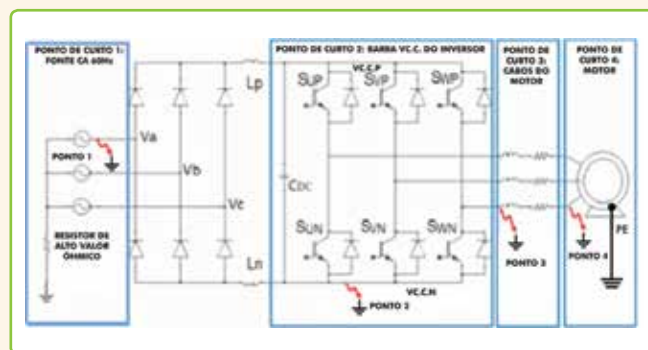 PONTO DE CURTO 1:
FONTE CA 60Hz
PONTO DE CURTO 2: BARRA VC.C. DO INVERSOR
PONTO DE
CURTO 3:
CABOS DO
MOTOR
PONTO DE
CURTO 4:
MOTOR
VC.C.P
Lp
SUP
SVP
SWP
Va
PONTO 1
Vb
Vc
CDC
RESISTOR DE
ALTO VALOR
ÔHMICO
SUN
SVN
SWN
Ln
VC.C.N
PONTO 2
PONTO 3
PONTO 4
PE